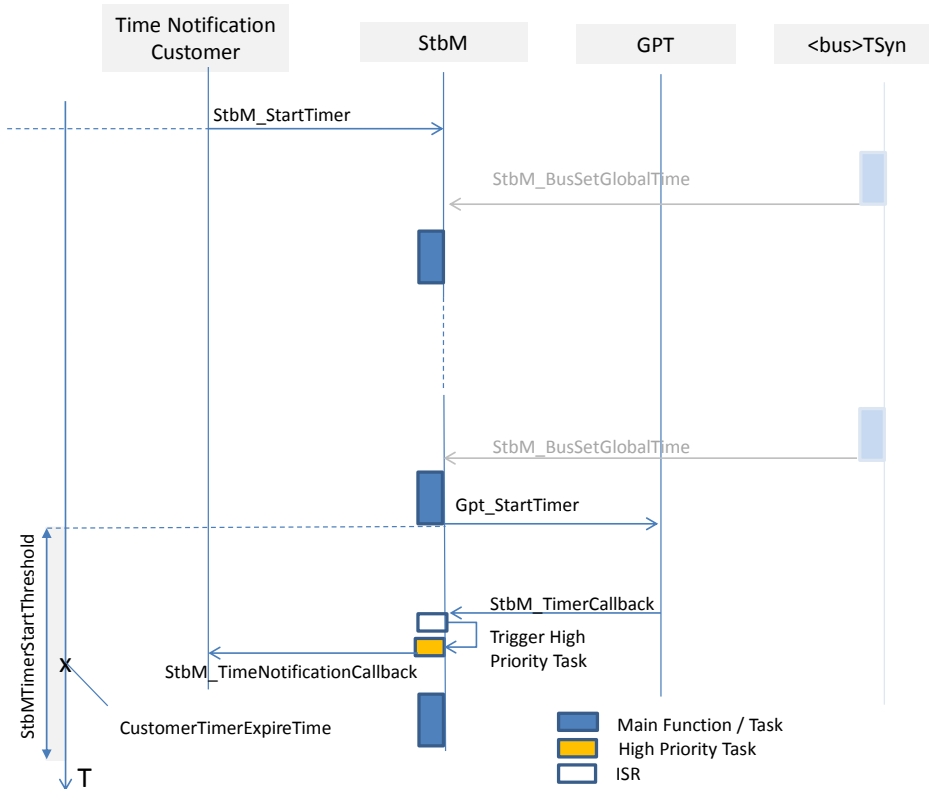 Time Notification
Customer
StbM
GPT
<bus>TSyn
StbM_StartTimer
StbM_BusSetGlobalTime
StbM_BusSetGlobalTime
Gpt_StartTimer
StbMTimerStartThreshold
StbM_TimerCallback
Trigger High
Priority Task
StbM_TimeNotificationCallback
X
CustomerTimerExpireTime
Main Function / Task
High Priority Task
ISR
T